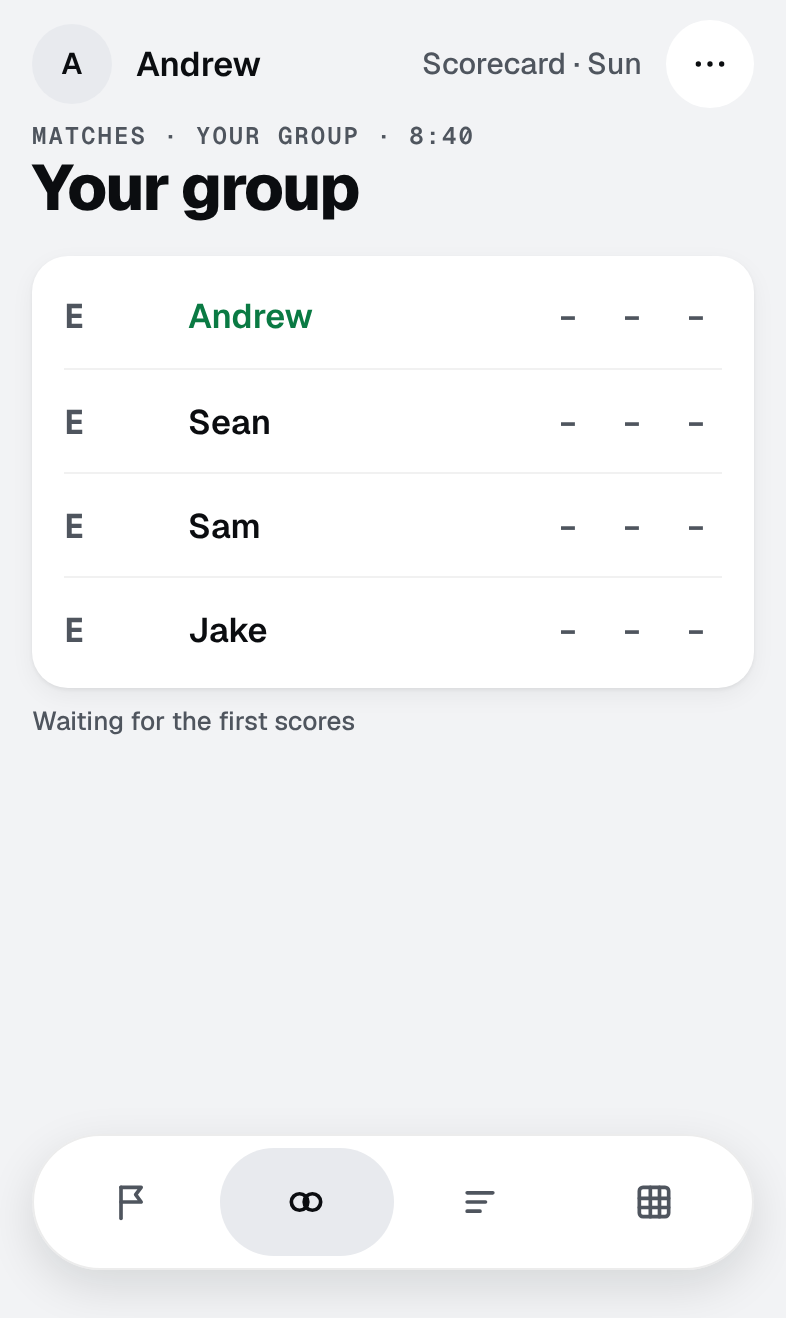 A Andrew Scorecard · Sun
MATCHES · YOUR GROUP · 8:40
Your group
E Andrew – – –
E Sean – – –
E Sam – – –
E Jake – – –
Waiting for the first scores